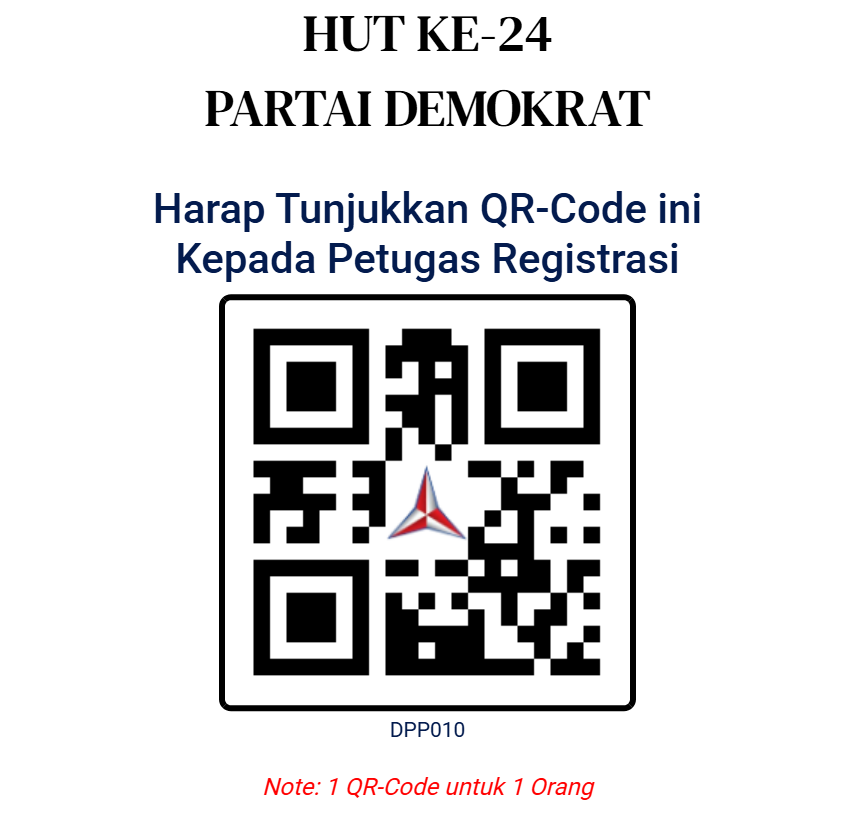 HUT KE-24
PARTAI DEMOKRAT
Harap Tunjukkan QR-Code ini
Kepada Petugas Registrasi
DPP010
Note: 1 QR-Code untuk 1 Orang